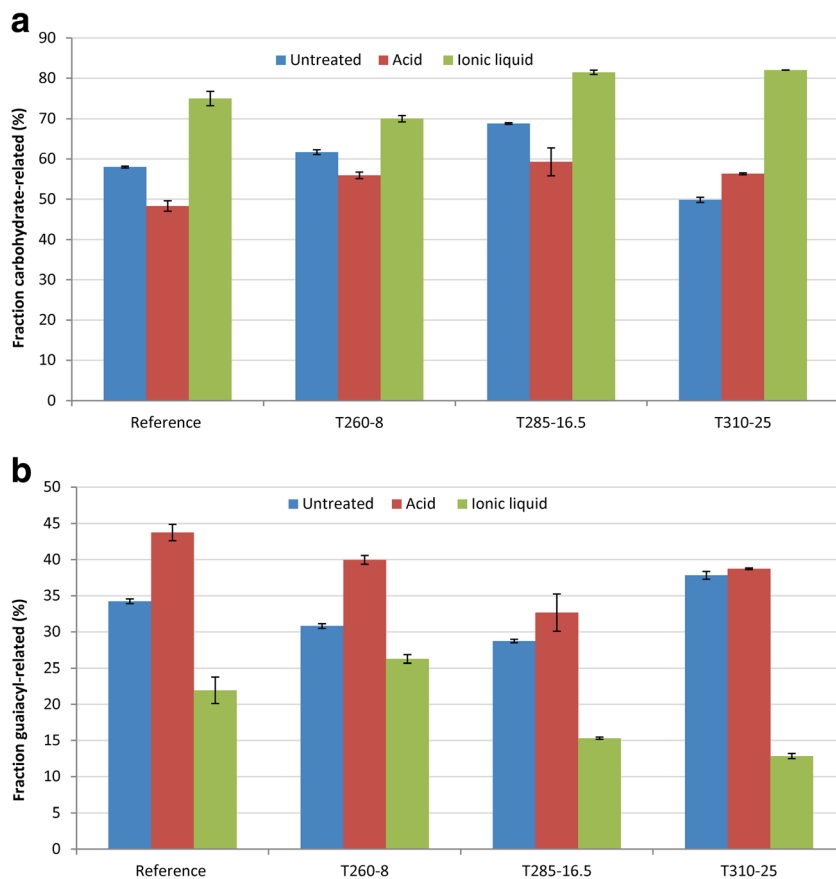 a
Fraction carbohydrate-related (%)
90
80
70
60
50
40
30
20
10
0
Untreated Acid Ionic liquid
Reference T260-8 T285-16.5 T310-25
b
Fraction guaiacyl-related (%)
50
45
40
35
30
25
20
15
10
5
0
Untreated Acid Ionic liquid
Reference T260-8 T285-16.5 T310-25